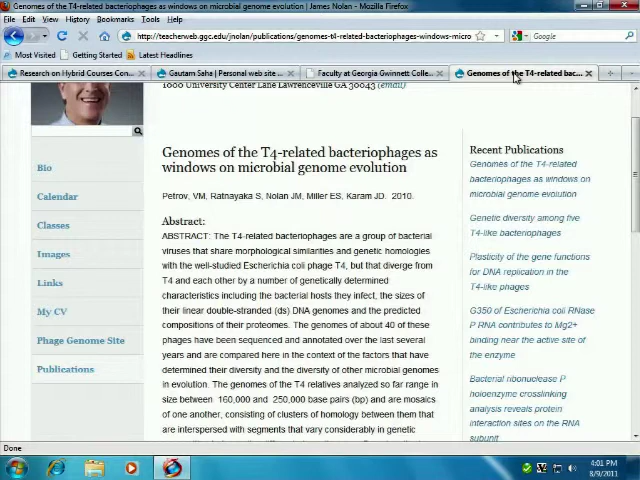 Genomes of the T4-related bacteriophages as windows on microbial genome evolution | James Nolan - Mozilla Firefox
File Edit View History Bookmarks Tools Help
http://teacherweb.ggc.edu/jnolan/publications/genomes-t4-related-bacteriophages-windows-micro
Google
Most Visited Getting Started Latest Headlines
Research on Hybrid Courses Con...
Gautam Saha | Personal web site ...
Faculty at Georgia Gwinnett Colle...
Genomes of the T4-related bac...
1000 University Center Lane Lawrenceville GA 30043 (email)
Bio
Calendar
Classes
Images
Links
My CV
Phage Genome Site
Publications
Genomes of the T4-related bacteriophages as
windows on microbial genome evolution
Petrov, VM, Ratnayaka S, Nolan JM, Miller ES, Karam JD. 2010.
Abstract:
ABSTRACT: The T4-related bacteriophages are a group of bacterial
viruses that share morphological similarities and genetic homologies
with the well-studied Escherichia coli phage T4, but that diverge from
T4 and each other by a number of genetically determined
characteristics including the bacterial hosts they infect, the sizes of
their linear double-stranded (ds) DNA genomes and the predicted
compositions of their proteomes. The genomes of about 40 of these
phages have been sequenced and annotated over the last several
years and are compared here in the context of the factors that have
determined their diversity and the diversity of other microbial genomes
in evolution. The genomes of the T4 relatives analyzed so far range in
size between 160,000 and 250,000 base pairs (bp) and are mosaics
of one another, consisting of clusters of homology between them that
are interspersed with segments that vary considerably in genetic
Recent Publications
Genomes of the T4-related
bacteriophages as windows on
microbial genome evolution
Genetic diversity among five
T4-like bacteriophages
Plasticity of the gene functions
for DNA replication in the
T4-like phages
G350 of Escherichia coli RNase
P RNA contributes to Mg2+
binding near the active site of
the enzyme
Bacterial ribonuclease P
holoenzyme crosslinking
analysis reveals protein
interaction sites on the RNA
subunit
Done
4:01 PM
8/9/2011